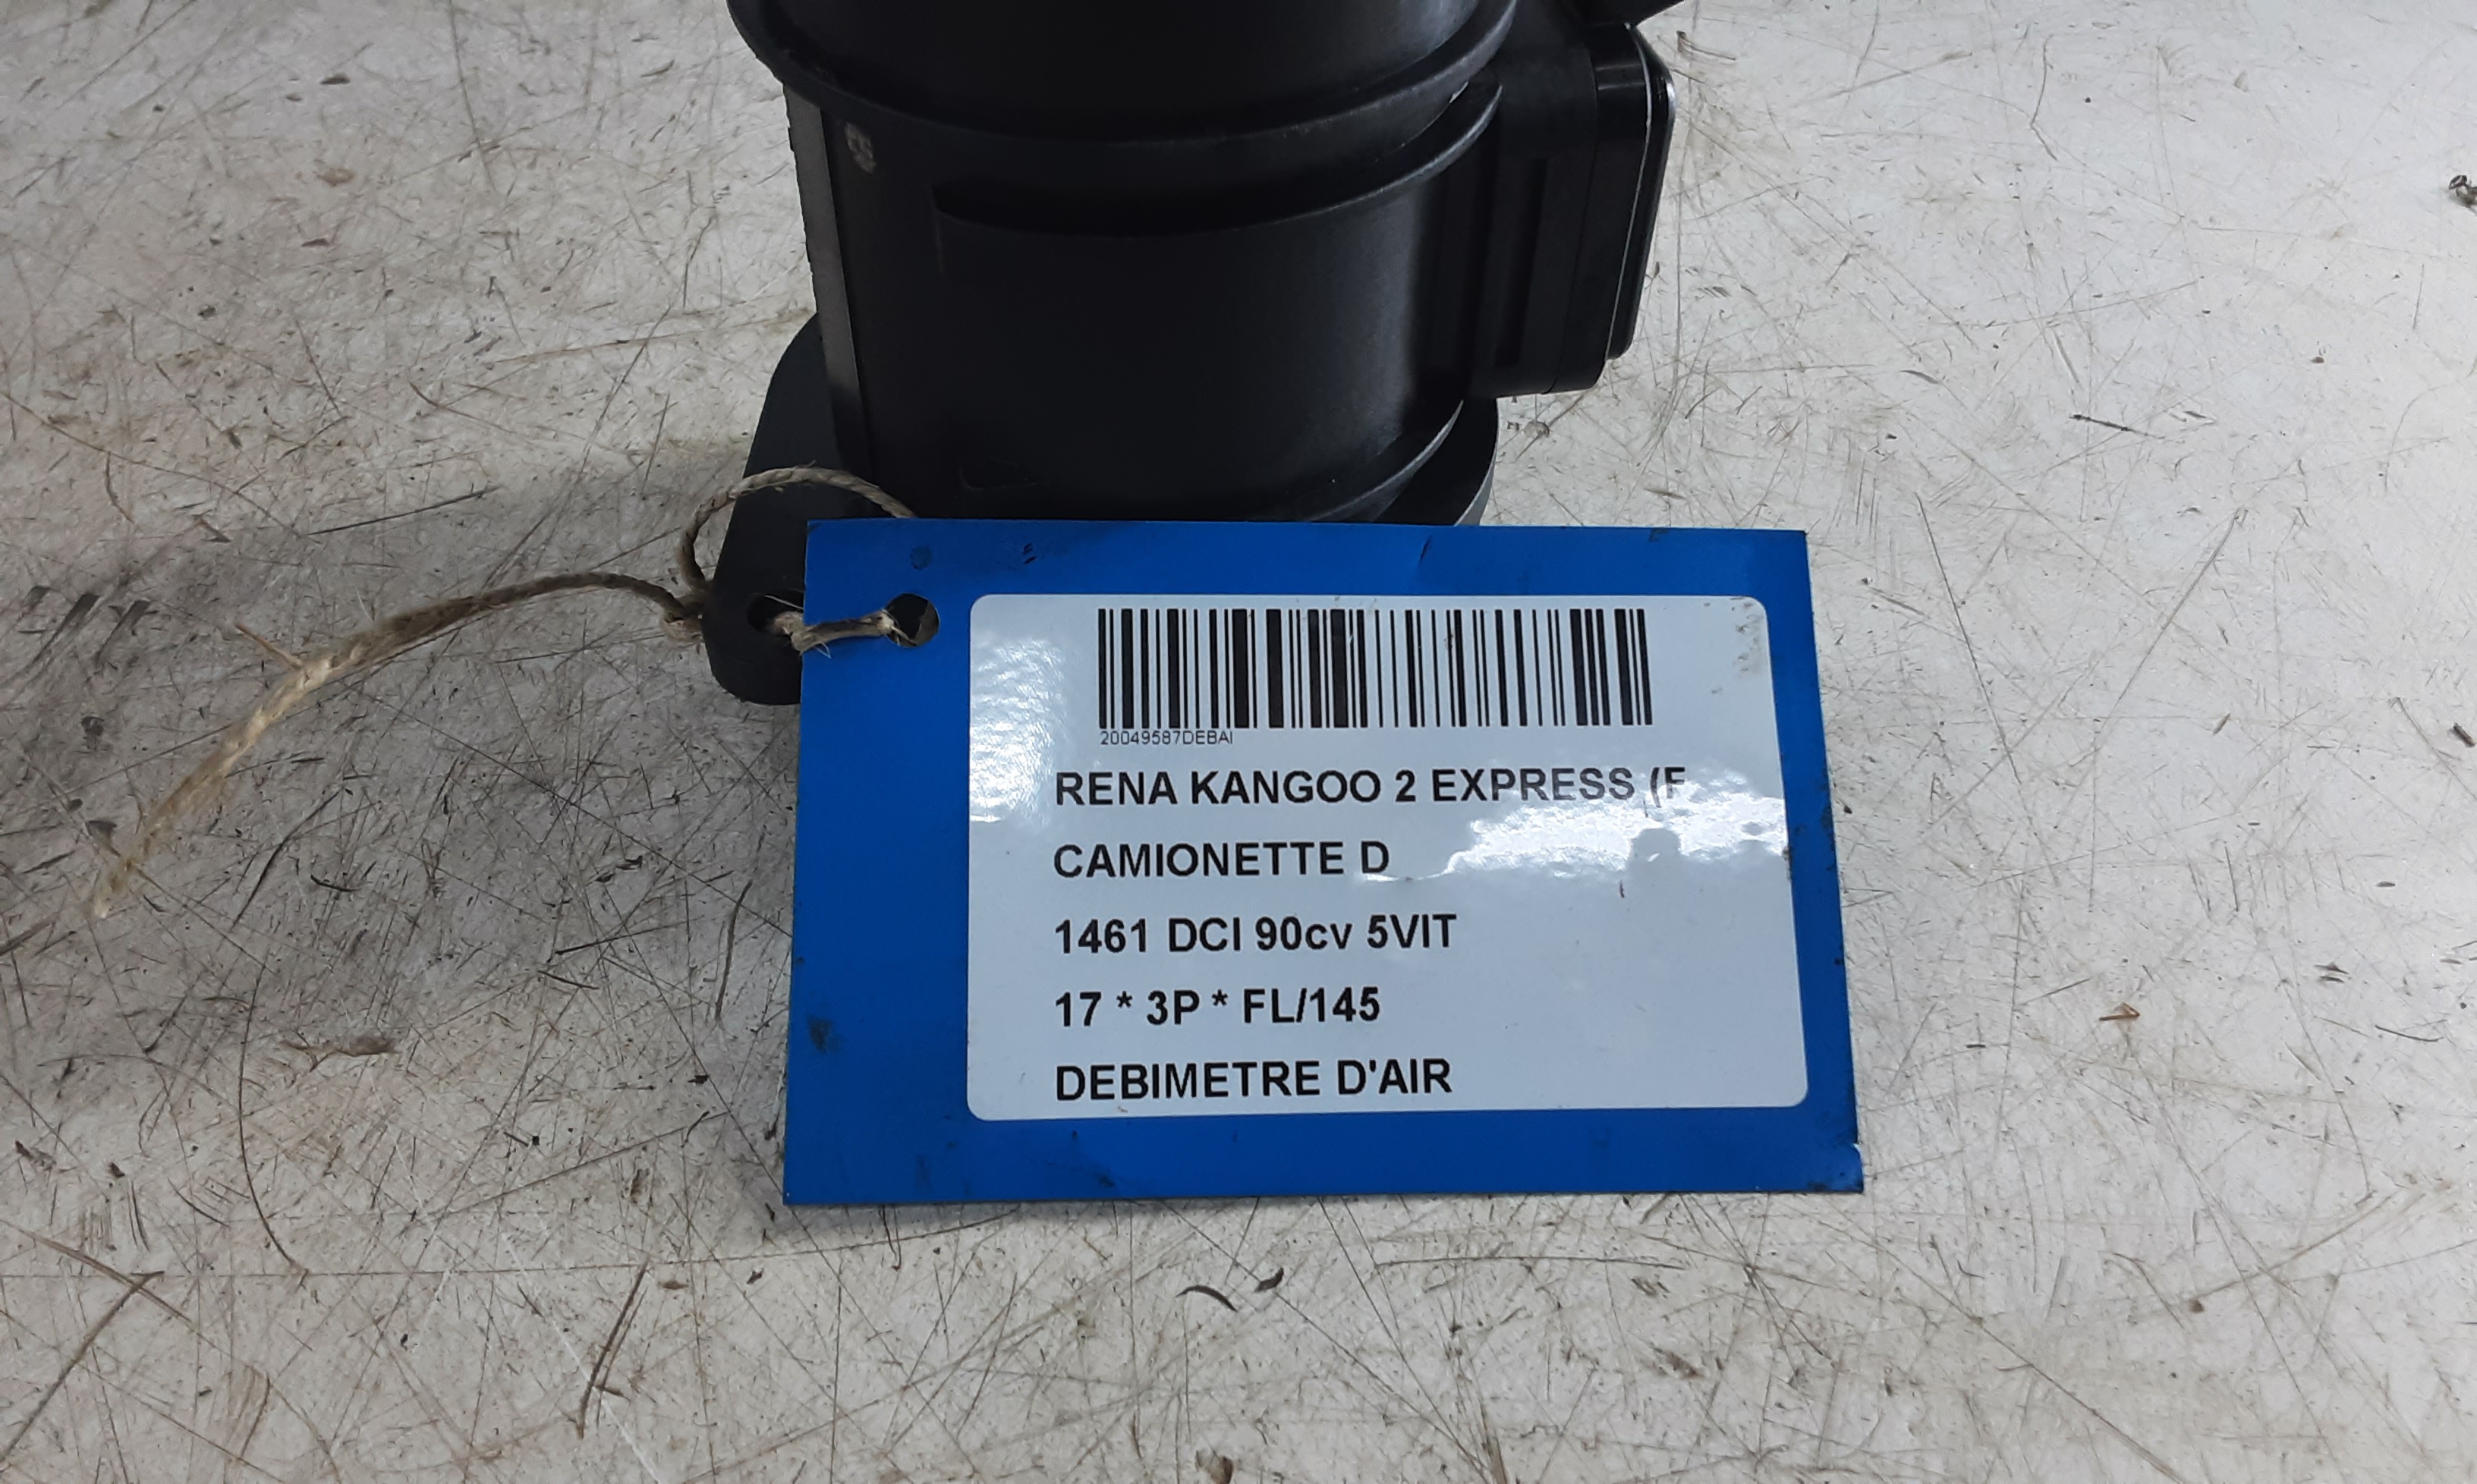 20049587DEBAI
RENA KANGOO 2 EXPRESS (F
CAMIONETTE D
1461 DCI 90cv 5VIT
17 * 3P * FL/145
DEBIMETRE D'AIR